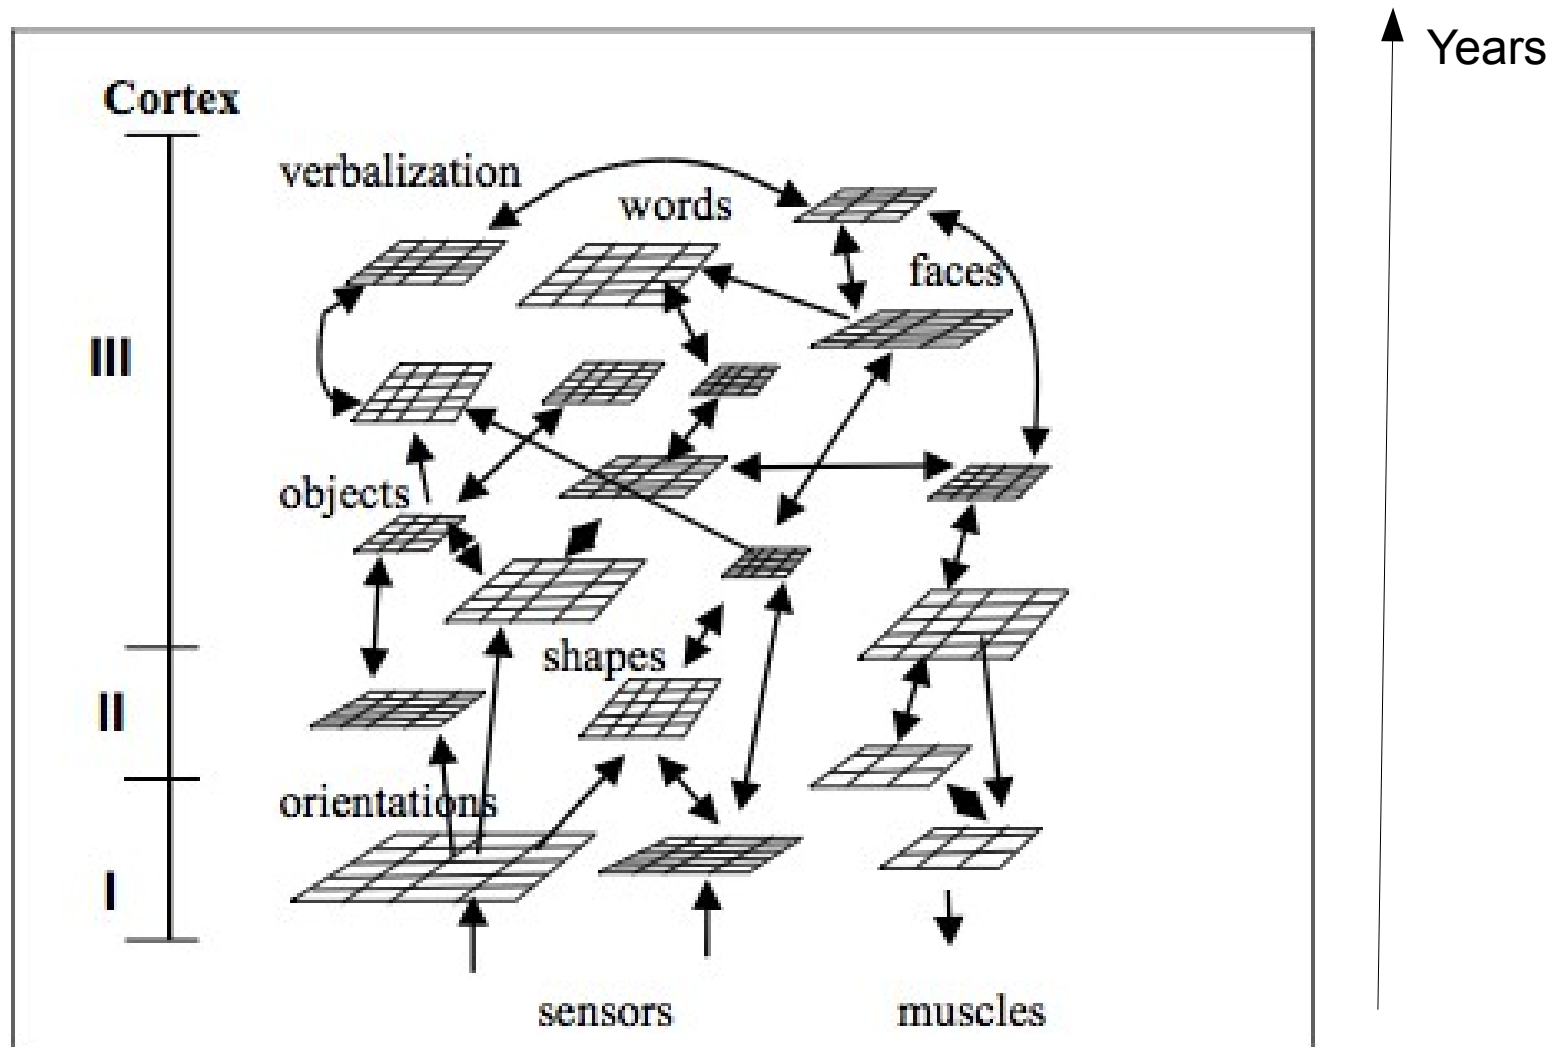 Years
Cortex
verbalization
words
faces
III
objects
shapes
II
orientations
I
sensors
muscles